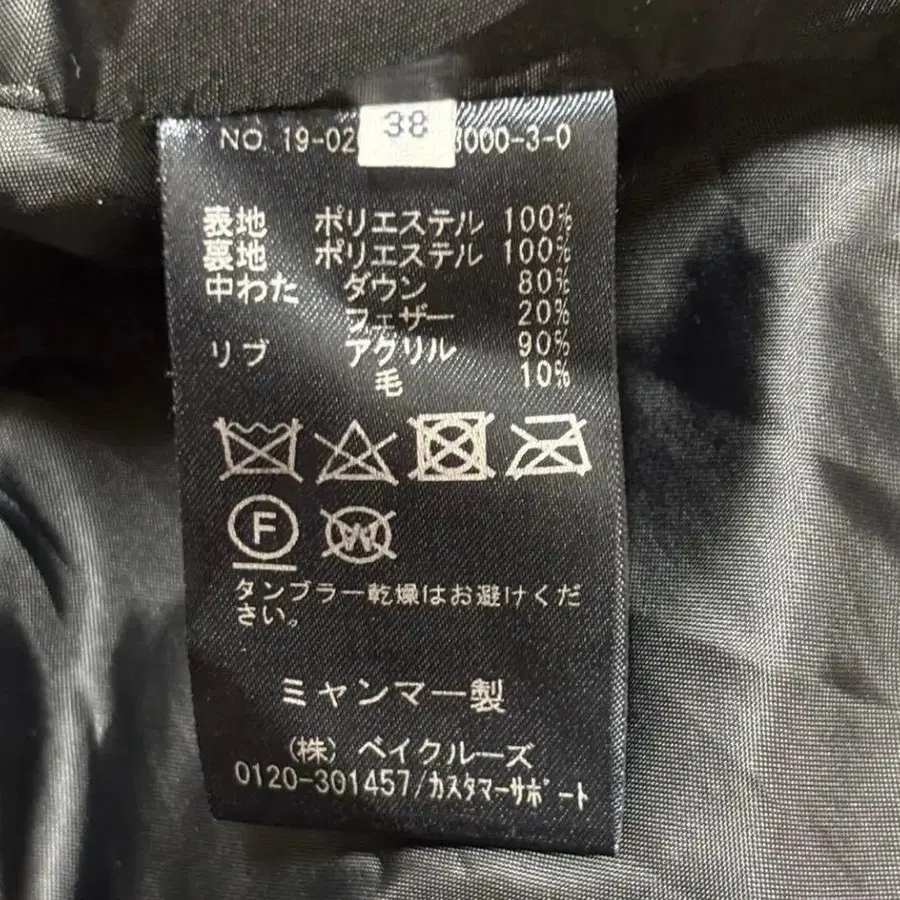 38
NO. 19-02 3000-3-0
表地 ポリエステル 100%
裏地 ポリエステル 100%
中わた ダウン 80%
フェザー 20%
リブ アクリル 90%
毛 10%
F
W
タンブラー乾燥はお避けくだ
さい。
ミャンマー製
(株) ベイクルーズ
0120-301457/カスタマーサポート